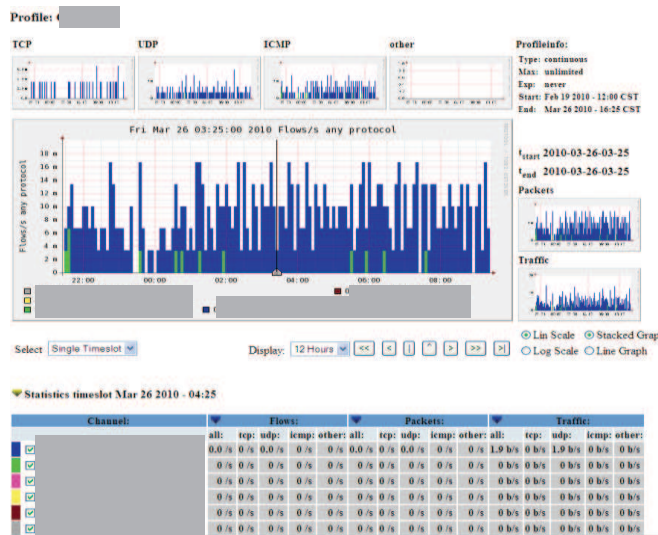 Profile:
TCP UDP ICMP other Profileinfo:
Type: continuous
Max: unlimited
Exp: never
Start: Feb 19 2010 - 12:00 CST
End: Mar 26 2010 - 16:25 CST
Fri Mar 26 03:25:00 2010 Flows/s any protocol
Flows/s any protocol
18 m
16 m
14 m
12 m
10 m
8 m
6 m
4 m
2 m
0
22:00 00:00 02:00 04:00 06:00 08:00
tstart 2010-03-26-03-25
tend 2010-03-26-03-25
Packets
Traffic
Lin Scale Stacked Grap
Log Scale Line Graph
Select Single Timeslot Display: 12 Hours << < | ^ > >> >|
Statistics timeslot Mar 26 2010 - 04:25
Channel: Flows: Packets: Traffic:
all: tcp: udp: icmp: other: all: tcp: udp: icmp: other: all: tcp: udp: icmp: other:
0.0 /s 0 /s 0.0 /s 0 /s 0 /s 0.0 /s 0 /s 0.0 /s 0 /s 0 /s 1.9 b/s 0 b/s 1.9 b/s 0 b/s 0 b/s
0 /s 0 /s 0 /s 0 /s 0 /s 0 /s 0 /s 0 /s 0 /s 0 /s 0 b/s 0 b/s 0 b/s 0 b/s 0 b/s
0 /s 0 /s 0 /s 0 /s 0 /s 0 /s 0 /s 0 /s 0 /s 0 /s 0 b/s 0 b/s 0 b/s 0 b/s 0 b/s
0 /s 0 /s 0 /s 0 /s 0 /s 0 /s 0 /s 0 /s 0 /s 0 /s 0 b/s 0 b/s 0 b/s 0 b/s 0 b/s
0 /s 0 /s 0 /s 0 /s 0 /s 0 /s 0 /s 0 /s 0 /s 0 /s 0 b/s 0 b/s 0 b/s 0 b/s 0 b/s
0 /s 0 /s 0 /s 0 /s 0 /s 0 /s 0 /s 0 /s 0 /s 0 /s 0 b/s 0 b/s 0 b/s 0 b/s 0 b/s